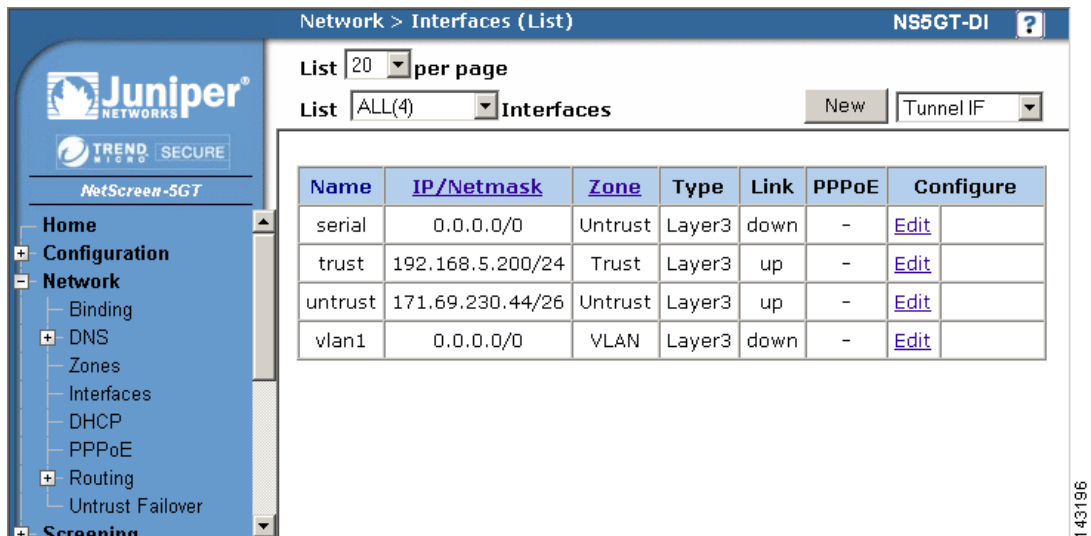 Network > Interfaces (List) NS5GT-DI ?
List 20 per page
List ALL(4) Interfaces New Tunnel IF
Juniper®
NETWORKS
TREND MICRO SECURE
NetScreen-5GT
Home
Configuration
Network
Binding
DNS
Zones
Interfaces
DHCP
PPPoE
Routing
Untrust Failover
Screening
Name IP/Netmask Zone Type Link PPPoE Configure
serial 0.0.0.0/0 Untrust Layer3 down - Edit
trust 192.168.5.200/24 Trust Layer3 up - Edit
untrust 171.69.230.44/26 Untrust Layer3 up - Edit
vlan1 0.0.0.0/0 VLAN Layer3 down - Edit
143196